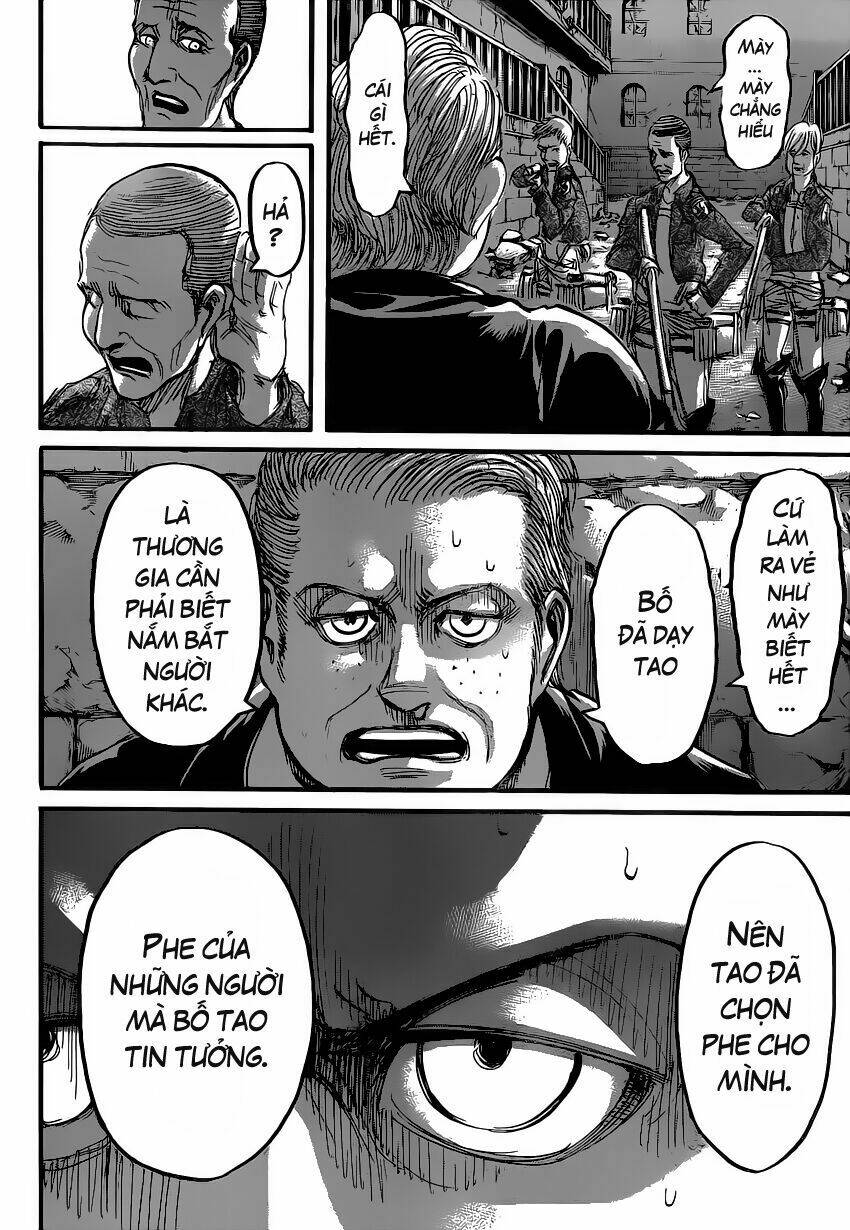 MÀY
...
MÀY
CHẲNG
HIỂU
CÁI
GÌ
HẾT.
HẢ
?
CỨ
LÀM
RA VẺ
NHƯ
MÀY
BIẾT
HẾT
...
BỐ
ĐÃ DẠY
TAO
LÀ
THƯƠNG
GIA CẦN
PHẢI BIẾT
NẮM BẮT
NGƯỜI
KHÁC.
NÊN
TAO ĐÃ
CHỌN
PHE CHO
MÌNH.
PHE CỦA
NHỮNG NGƯỜI
MÀ BỐ TAO
TIN TƯỞNG.